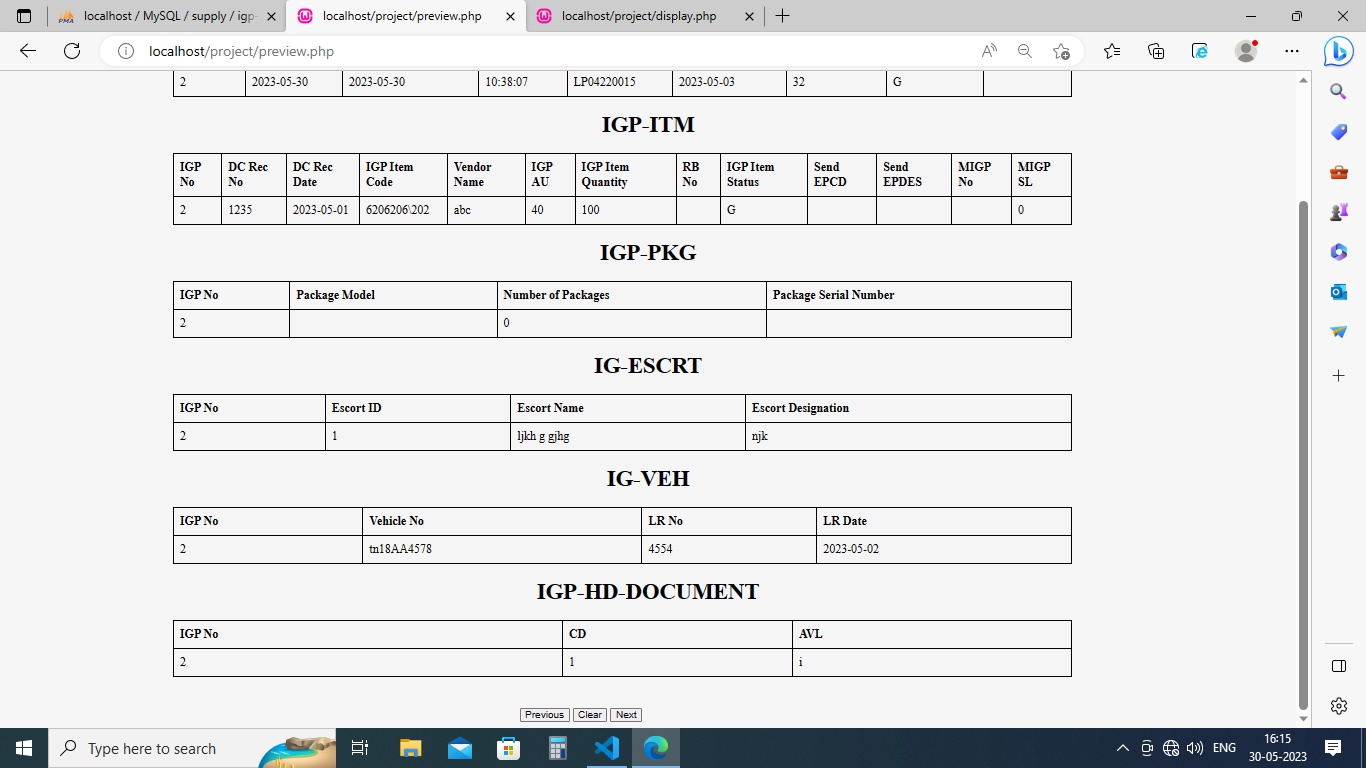 localhost / MySQL / supply / igp-
localhost/project/preview.php
localhost/project/display.php
localhost/project/preview.php
2 2023-05-30 2023-05-30 10:38:07 LP04220015 2023-05-03 32 G
IGP-ITM
IGP No DC Rec No DC Rec Date IGP Item Code Vendor Name IGP AU IGP Item Quantity RB No IGP Item Status Send EPCD Send EPDES MIGP No MIGP SL
2 1235 2023-05-01 6206206\202 abc 40 100 G 0
IGP-PKG
IGP No Package Model Number of Packages Package Serial Number
2 0
IG-ESCRT
IGP No Escort ID Escort Name Escort Designation
2 1 ljkh g gjhg njk
IG-VEH
IGP No Vehicle No LR No LR Date
2 tn18AA4578 4554 2023-05-02
IGP-HD-DOCUMENT
IGP No CD AVL
2 1 i
Previous Clear Next
Type here to search
ENG
16:15
30-05-2023